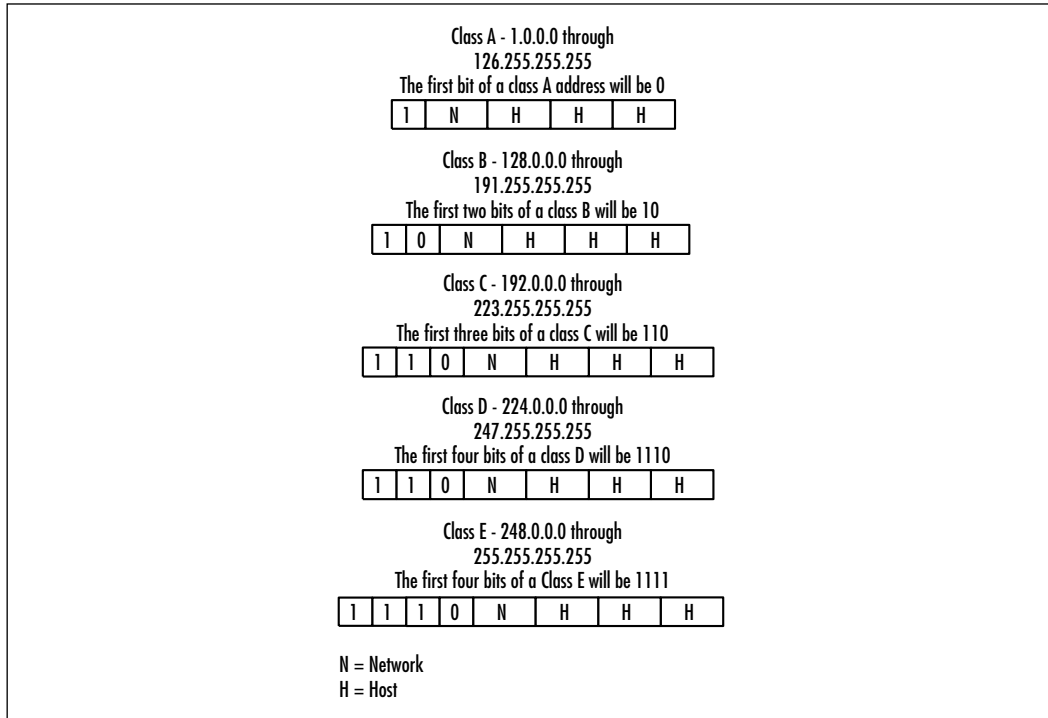 Class A - 1.0.0.0 through
126.255.255.255
The first bit of a class A address will be 0
1 N H H H
Class B - 128.0.0.0 through
191.255.255.255
The first two bits of a class B will be 10
1 0 N H H H
Class C - 192.0.0.0 through
223.255.255.255
The first three bits of a class C will be 110
1 1 0 N H H H
Class D - 224.0.0.0 through
247.255.255.255
The first four bits of a class D will be 1110
1 1 0 N H H H
Class E - 248.0.0.0 through
255.255.255.255
The first four bits of a Class E will be 1111
1 1 1 0 N H H H
N = Network
H = Host